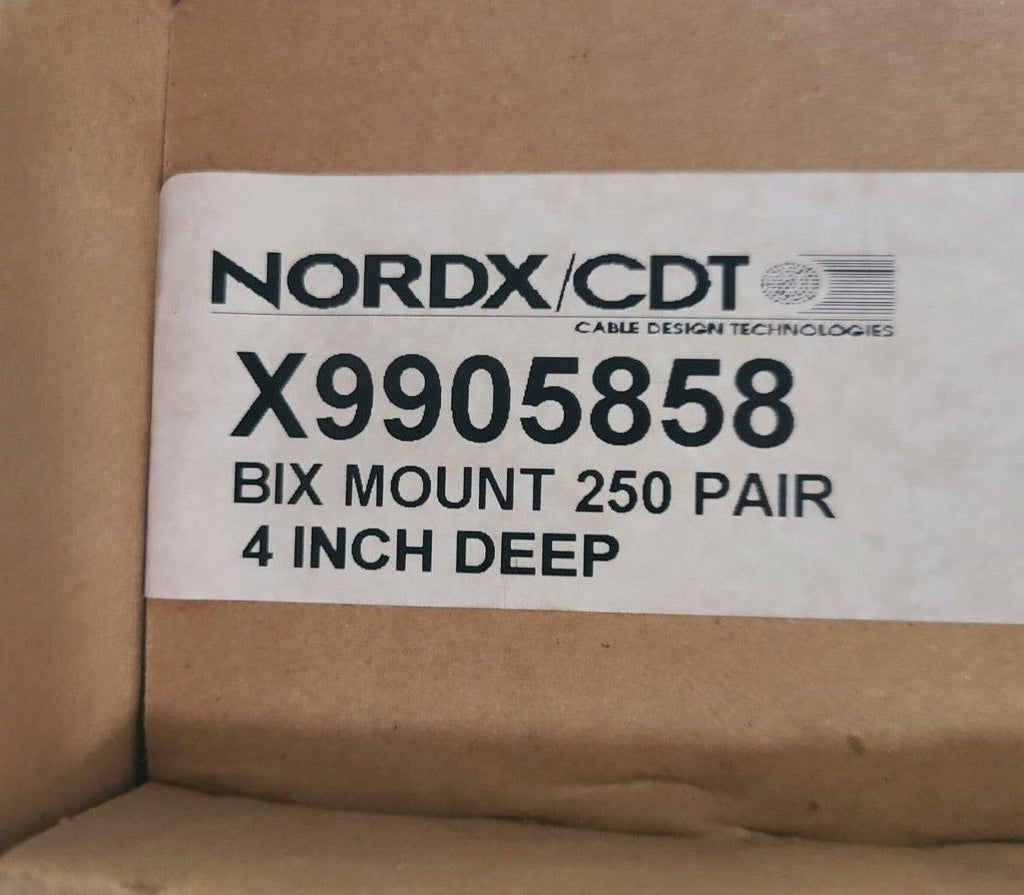 NORDX/CDT
CABLE DESIGN TECHNOLOGIES
X9905858
BIX MOUNT 250 PAIR
4 INCH DEEP